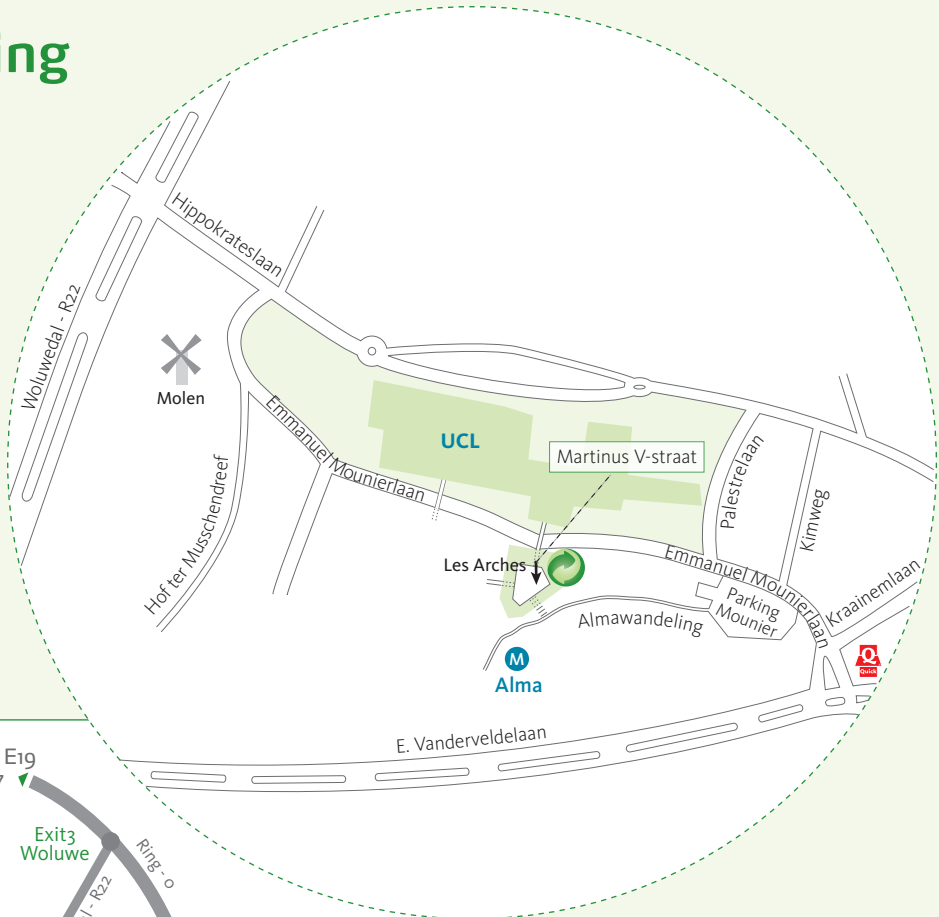 ing
Hippokrateslaan
Woluwedal - R22
Molen
UCL
Emmanuel Mounierlaan
Martinus V-straat
Palestrelaan
Kimweg
Hof ter Musschendreef
Les Arches
Emmanuel Mounierlaan
Kraainemlaan
Parking
Mounier
Almawandeling
Q
Quick
M
Alma
E. Vanderveldelaan
E19
Exit3
Woluwe
Ring - 0
l - R22